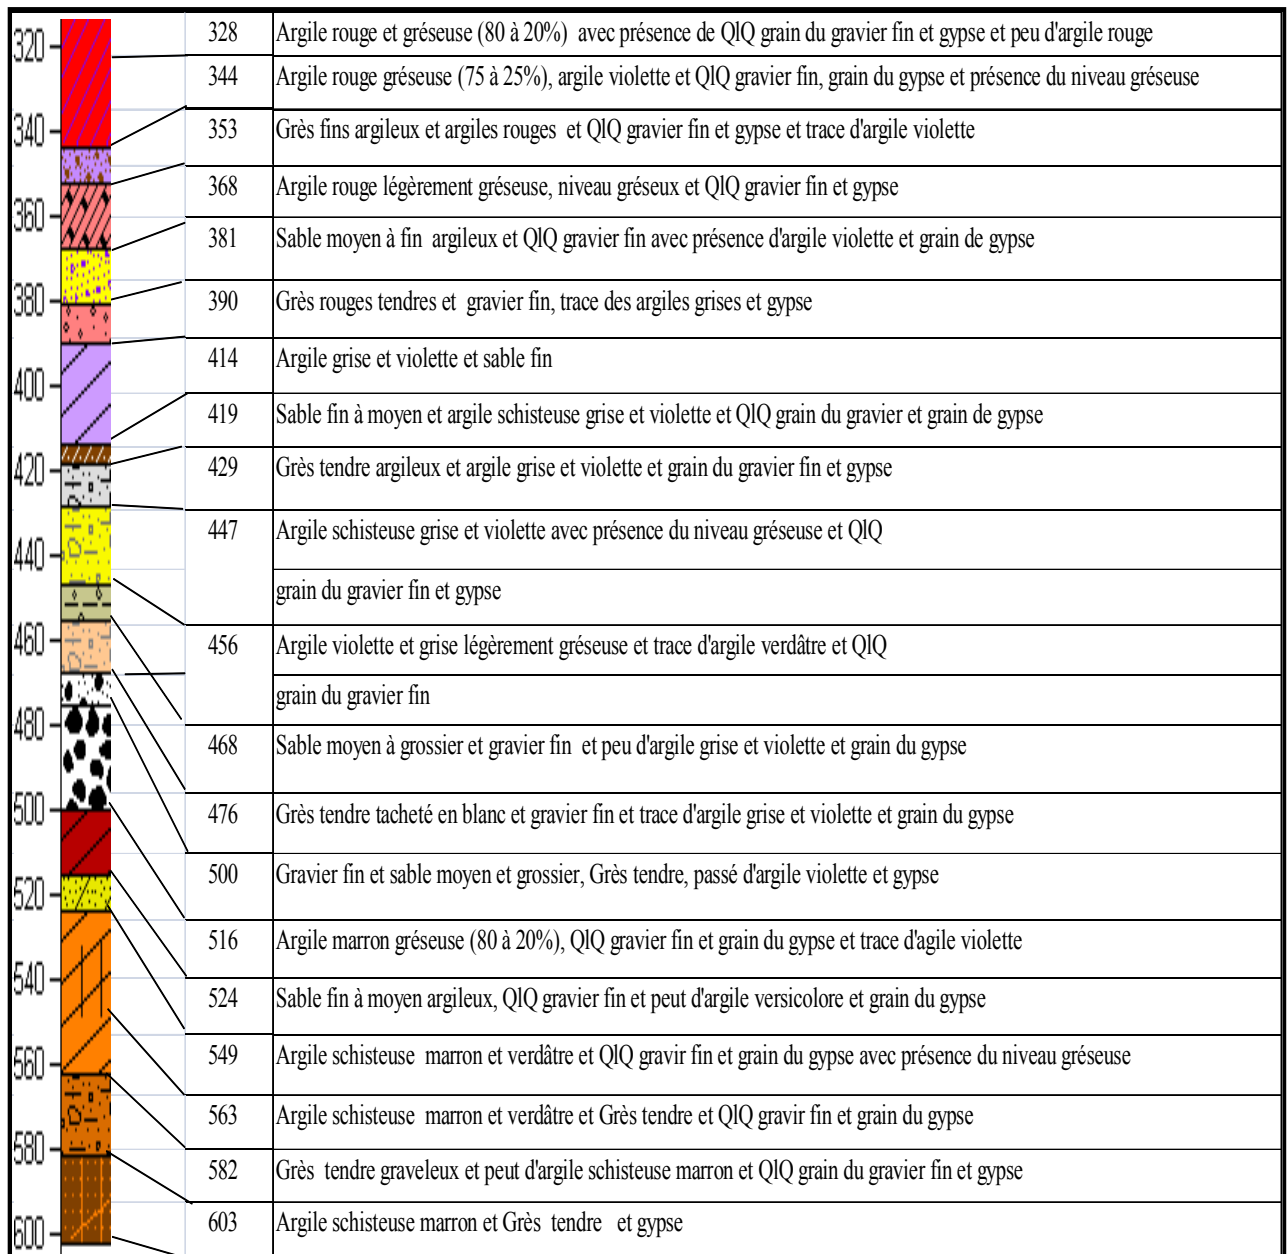 320
340
360
380
400
420
440
460
480
500
520
540
560
580
600
328 Argile rouge et gréseuse (80 à 20%) avec présence de QlQ grain du gravier fin et gypse et peu d'argile rouge
344 Argile rouge gréseuse (75 à 25%), argile violette et QlQ gravier fin, grain du gypse et présence du niveau gréseuse
353 Grès fins argileux et argiles rouges et QlQ gravier fin et gypse et trace d'argile violette
368 Argile rouge légèrement gréseuse, niveau gréseux et QlQ gravier fin et gypse
381 Sable moyen à fin argileux et QlQ gravier fin avec présence d'argile violette et grain de gypse
390 Grès rouges tendres et gravier fin, trace des argiles grises et gypse
414 Argile grise et violette et sable fin
419 Sable fin à moyen et argile schisteuse grise et violette et QlQ grain du gravier et grain de gypse
429 Grès tendre argileux et argile grise et violette et grain du gravier fin et gypse
447 Argile schisteuse grise et violette avec présence du niveau gréseuse et QlQ
grain du gravier fin et gypse
456 Argile violette et grise légèrement gréseuse et trace d'argile verdâtre et QlQ
grain du gravier fin
468 Sable moyen à grossier et gravier fin et peu d'argile grise et violette et grain du gypse
476 Grès tendre tacheté en blanc et gravier fin et trace d'argile grise et violette et grain du gypse
500 Gravier fin et sable moyen et grossier, Grès tendre, passé d'argile violette et gypse
516 Argile marron gréseuse (80 à 20%), QlQ gravier fin et grain du gypse et trace d'agile violette
524 Sable fin à moyen argileux, QlQ gravier fin et peut d'argile versicolore et grain du gypse
549 Argile schisteuse marron et verdâtre et QlQ gravir fin et grain du gypse avec présence du niveau gréseuse
563 Argile schisteuse marron et verdâtre et Grès tendre et QlQ gravir fin et grain du gypse
582 Grès tendre graveleux et peut d'argile schisteuse marron et QlQ grain du gravier fin et gypse
603 Argile schisteuse marron et Grès tendre et gypse